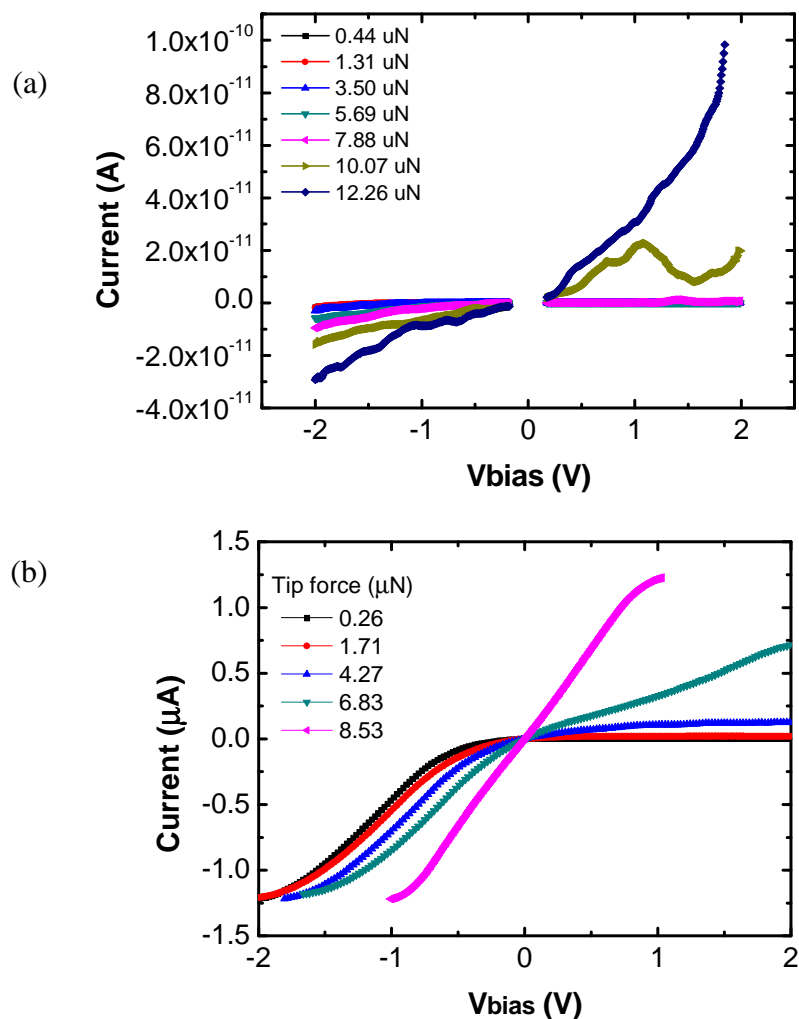 (a)
1.0x10⁻¹⁰
8.0x10⁻¹¹
6.0x10⁻¹¹
4.0x10⁻¹¹
2.0x10⁻¹¹
0.0
-2.0x10⁻¹¹
-4.0x10⁻¹¹
Current (A)
0.44 uN
1.31 uN
3.50 uN
5.69 uN
7.88 uN
10.07 uN
12.26 uN
-2 -1 0 1 2
Vbias (V)
(b)
1.5
1.0
0.5
0.0
-0.5
-1.0
-1.5
Current (μA)
Tip force (μN)
0.26
1.71
4.27
6.83
8.53
-2 -1 0 1 2
Vbias (V)